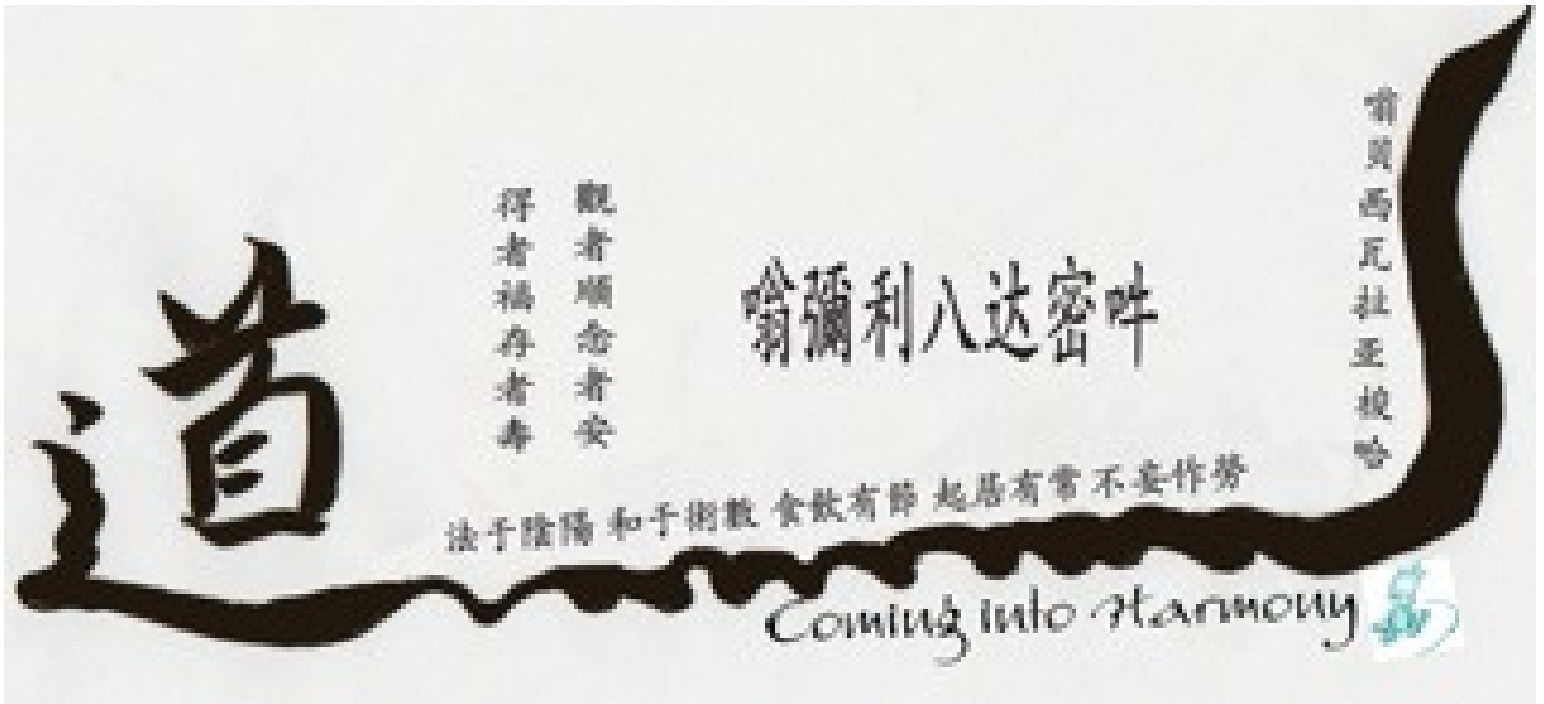 道
觀者順念者安
得者福存者壽
嗡彌利八达密吽
嗡貝西瓦拉亚梭哈
法于陰陽 和于術數 食飲有節 起居有常 不妄作勞
Coming into Harmony